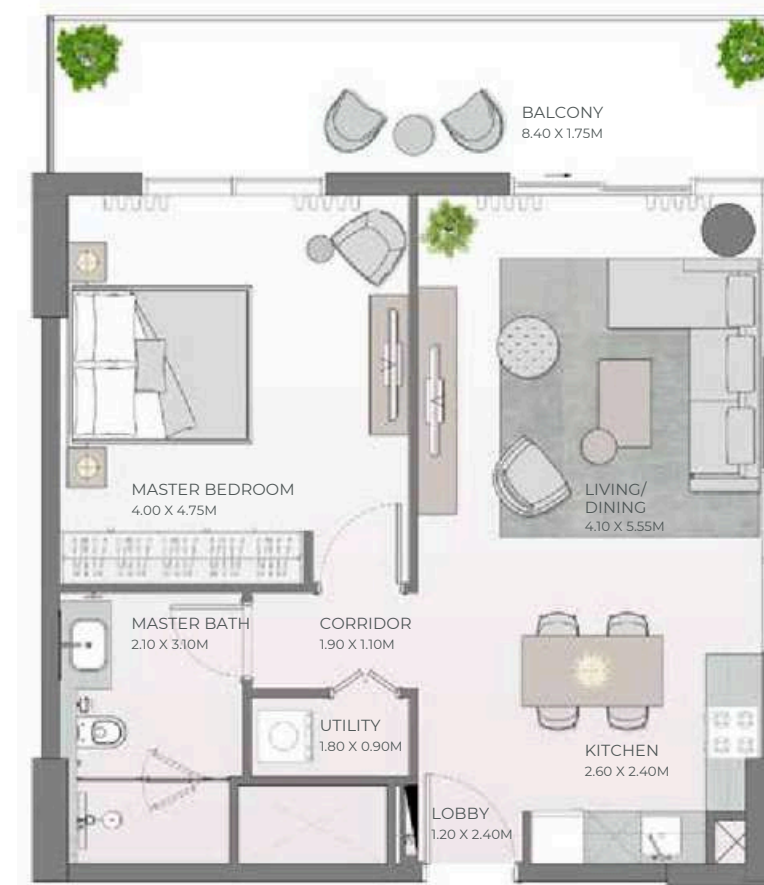 BALCONY
8.40 X 1.75M
MASTER BEDROOM
4.00 X 4.75M
LIVING/
DINING
4.10 X 5.55M
MASTER BATH
2.10 X 3.10M
CORRIDOR
1.90 X 1.10M
UTILITY
1.80 X 0.90M
KITCHEN
2.60 X 2.40M
LOBBY
1.20 X 2.40M